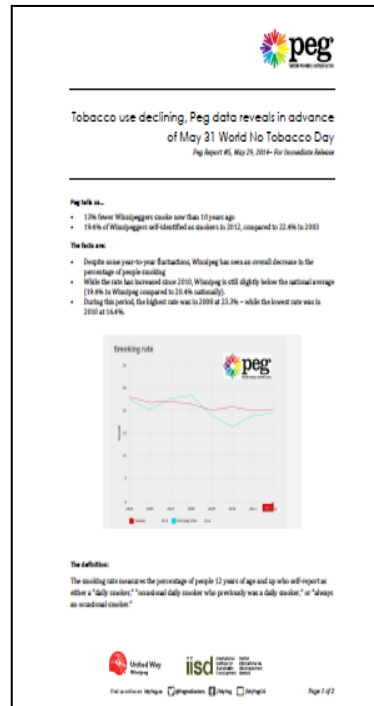 peg
Tobacco use declining, Peg data reveals in advance
of May 31 World No Tobacco Day
Peg Report #5, May 29, 2014– For Immediate Release
Peg tells us...
• 13% fewer Winnipeggers smoke now than 10 years ago
• 19.4% of Winnipeggers self-identified as smokers in 2012, compared to 22.4% in 2003
The facts are:
• Despite some year-to-year fluctuations, Winnipeg has seen an overall decrease in the
percentage of people smoking
• While the rate has increased since 2010, Winnipeg is still slightly below the national average
(19.4% in Winnipeg compared to 20.4% nationally).
• During this period, the highest rate was in 2008 at 23.3% – while the lowest rate was in
2010 at 16.4%.
Smoking rate
peg
Canada
The definition:
The smoking rate measures the percentage of people 12 years of age and up who self-report as
either a "daily smoker," "occasional daily smoker who previously was a daily smoker," or "always
an occasional smoker."
United Way
Winnipeg
iisd
Page 1 of 2